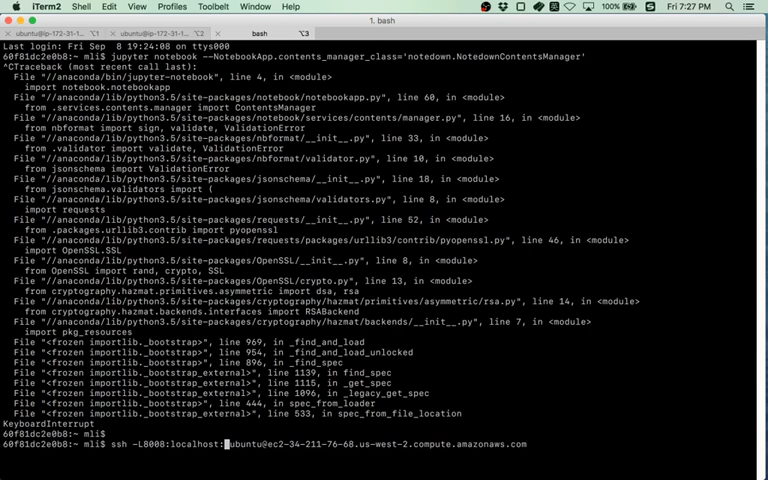 iTerm2 Shell Edit View Profiles Toolbelt Window Help 100% Fri 7:27 PM
1. bash
ubuntu@ip-172-31-1... ⌥1 ubuntu@ip-172-31-1... ⌥2 bash ⌥3
Last login: Fri Sep  8 19:24:08 on ttys000
60f81dc2e0b8:~ mli$ jupyter notebook --NotebookApp.contents_manager_class='notedown.NotedownContentsManager'
^CTraceback (most recent call last):
  File "//anaconda/bin/jupyter-notebook", line 4, in <module>
    import notebook.notebookapp
  File "//anaconda/lib/python3.5/site-packages/notebook/notebookapp.py", line 60, in <module>
    from .services.contents.manager import ContentsManager
  File "//anaconda/lib/python3.5/site-packages/notebook/services/contents/manager.py", line 16, in <module>
    from nbformat import sign, validate, ValidationError
  File "//anaconda/lib/python3.5/site-packages/nbformat/__init__.py", line 33, in <module>
    from .validator import validate, ValidationError
  File "//anaconda/lib/python3.5/site-packages/nbformat/validator.py", line 10, in <module>
    from jsonschema import ValidationError
  File "//anaconda/lib/python3.5/site-packages/jsonschema/__init__.py", line 18, in <module>
    from jsonschema.validators import (
  File "//anaconda/lib/python3.5/site-packages/jsonschema/validators.py", line 8, in <module>
    import requests
  File "//anaconda/lib/python3.5/site-packages/requests/__init__.py", line 52, in <module>
    from .packages.urllib3.contrib import pyopenssl
  File "//anaconda/lib/python3.5/site-packages/requests/packages/urllib3/contrib/pyopenssl.py", line 46, in <module>
    import OpenSSL.SSL
  File "//anaconda/lib/python3.5/site-packages/OpenSSL/__init__.py", line 8, in <module>
    from OpenSSL import rand, crypto, SSL
  File "//anaconda/lib/python3.5/site-packages/OpenSSL/crypto.py", line 13, in <module>
    from cryptography.hazmat.primitives.asymmetric import dsa, rsa
  File "//anaconda/lib/python3.5/site-packages/cryptography/hazmat/primitives/asymmetric/rsa.py", line 14, in <module>
    from cryptography.hazmat.backends.interfaces import RSABackend
  File "//anaconda/lib/python3.5/site-packages/cryptography/hazmat/backends/__init__.py", line 7, in <module>
    import pkg_resources
  File "<frozen importlib._bootstrap>", line 969, in _find_and_load
  File "<frozen importlib._bootstrap>", line 954, in _find_and_load_unlocked
  File "<frozen importlib._bootstrap>", line 896, in _find_spec
  File "<frozen importlib._bootstrap_external>", line 1139, in find_spec
  File "<frozen importlib._bootstrap_external>", line 1115, in _get_spec
  File "<frozen importlib._bootstrap_external>", line 1096, in _legacy_get_spec
  File "<frozen importlib._bootstrap>", line 444, in spec_from_loader
  File "<frozen importlib._bootstrap_external>", line 533, in spec_from_file_location
KeyboardInterrupt
60f81dc2e0b8:~ mli$
60f81dc2e0b8:~ mli$ ssh -L8008:localhost:ubuntu@ec2-34-211-76-68.us-west-2.compute.amazonaws.com